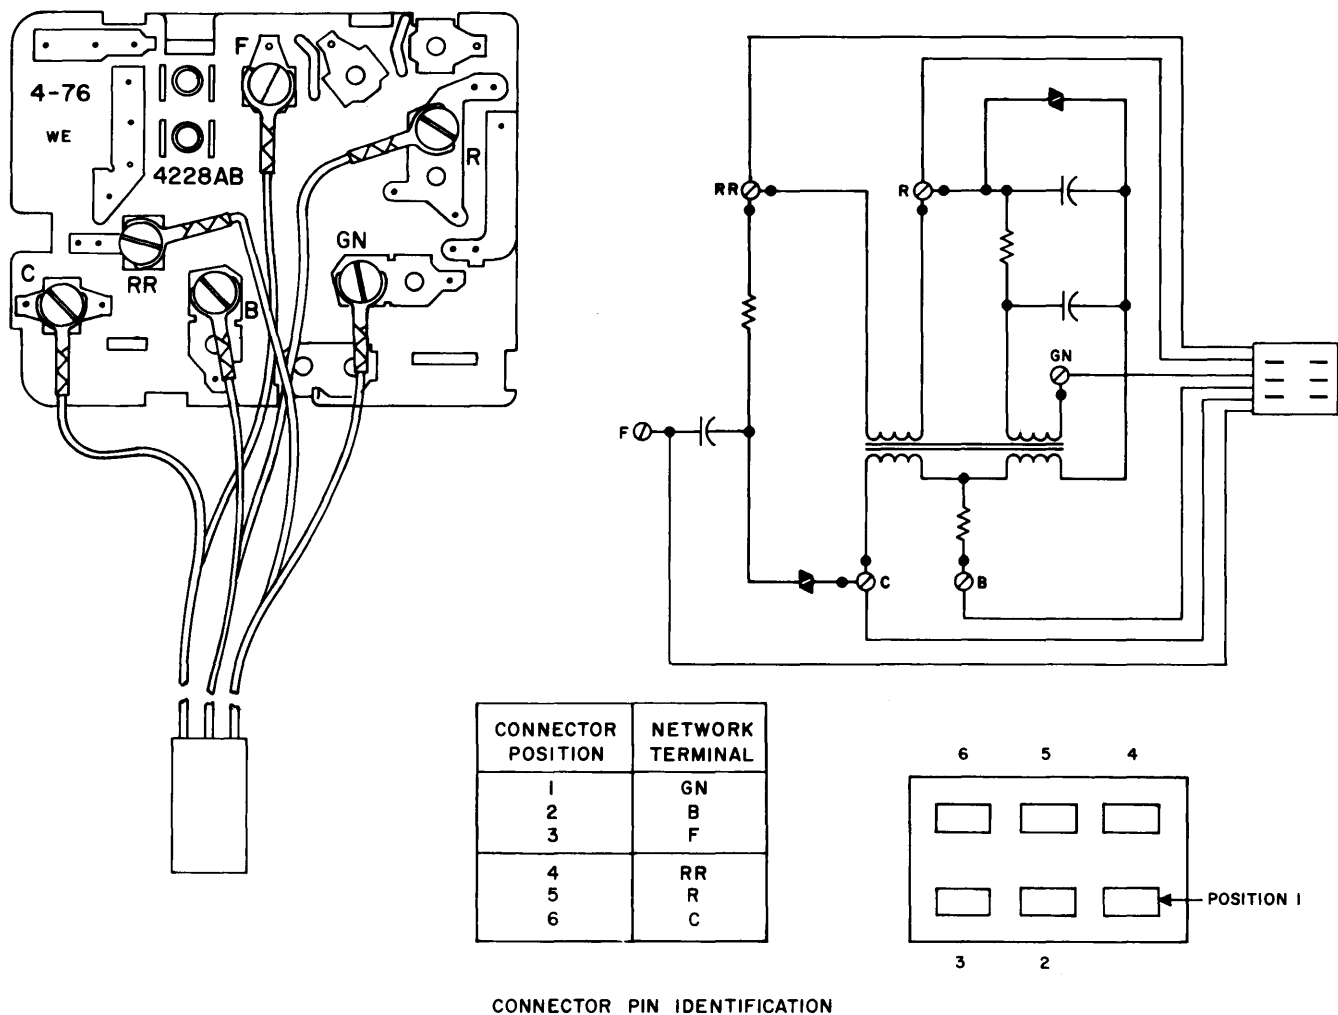 F
4-76
WE
4228AB
R
GN
C
RR
B
RR
R
GN
F
C
B
CONNECTOR POSITION NETWORK TERMINAL
1 GN
2 B
3 F
4 RR
5 R
6 C
6 5 4
POSITION 1
3 2
CONNECTOR PIN IDENTIFICATION